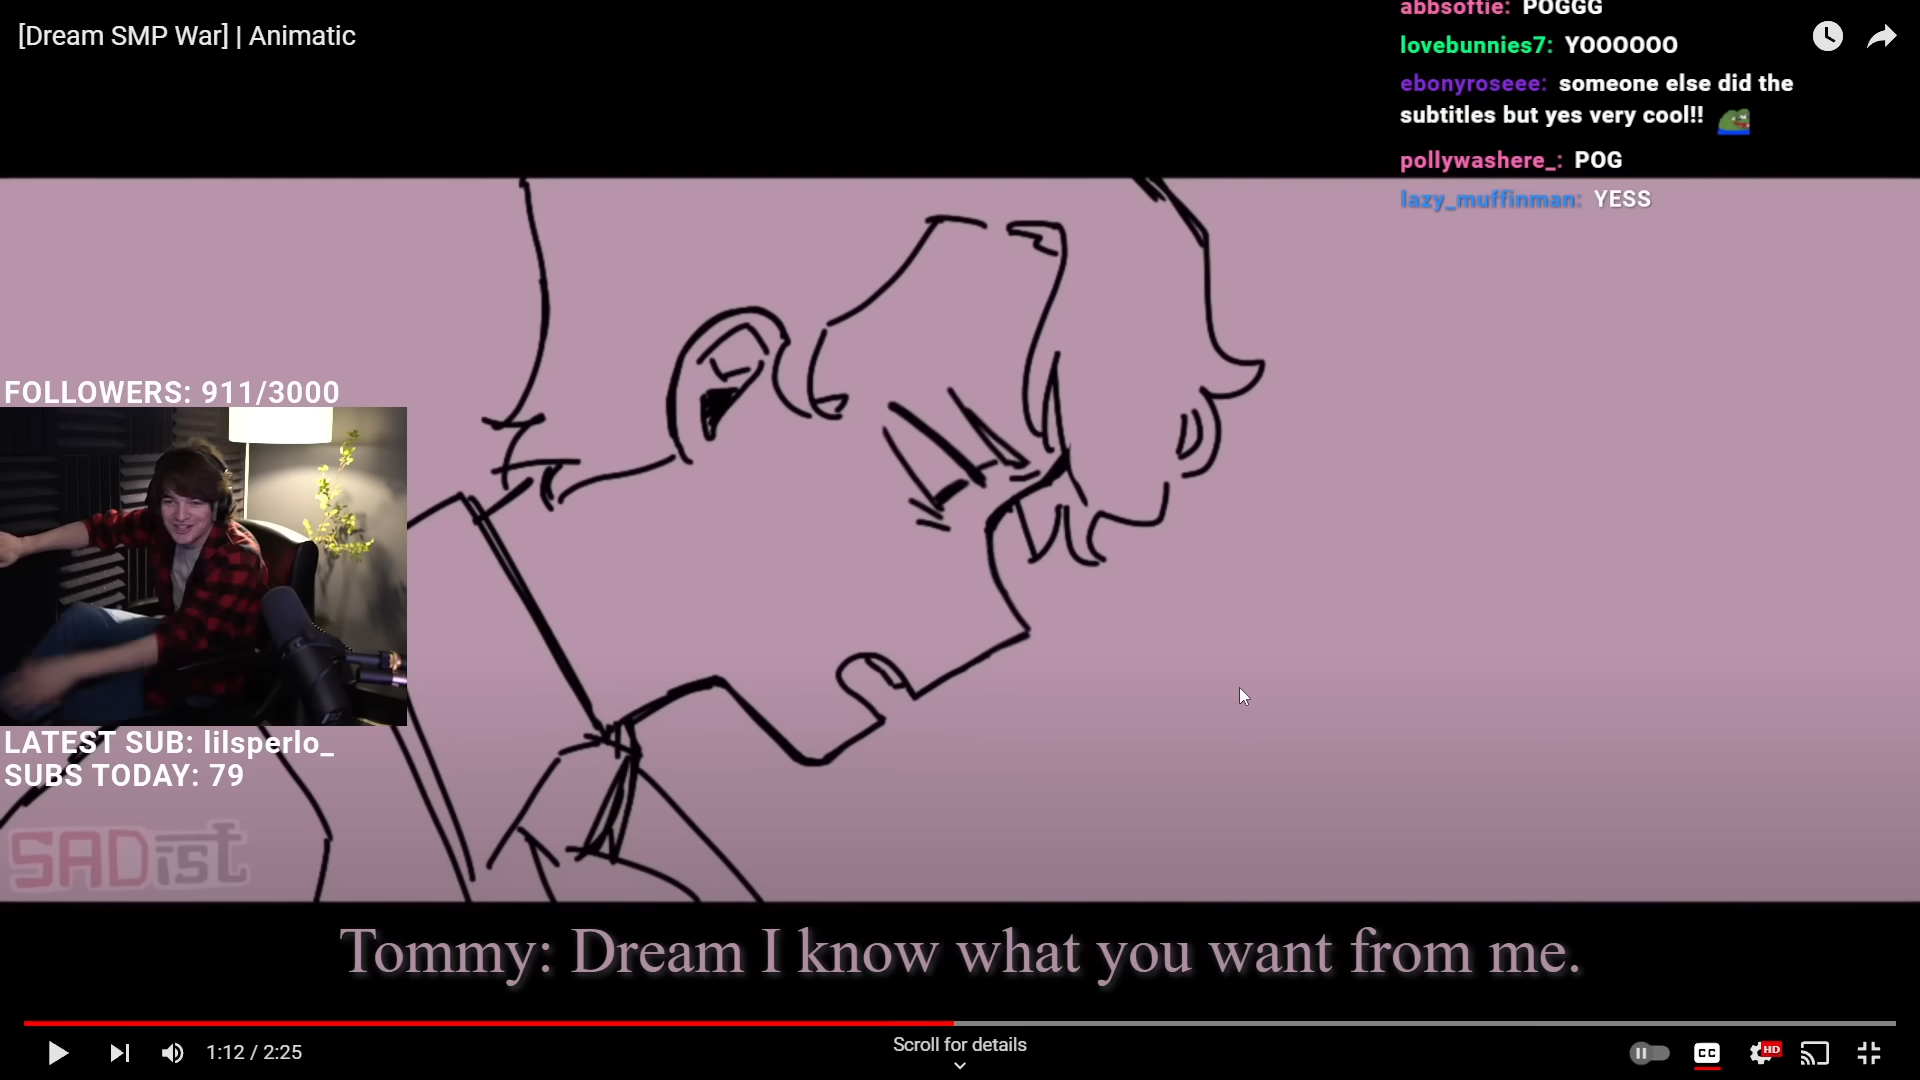 [Dream SMP War] | Animatic
abbsoftie: POGGG
lovebunnies7: YOOOOOO
ebonyroseee: someone else did the
subtitles but yes very cool!!
pollywashere_: POG
lazy_muffinman: YESS
FOLLOWERS: 911/3000
LATEST SUB: lilsperlo_
SUBS TODAY: 79
SADist
Tommy: Dream I know what you want from me.
1:12 / 2:25
Scroll for details
CC
HD